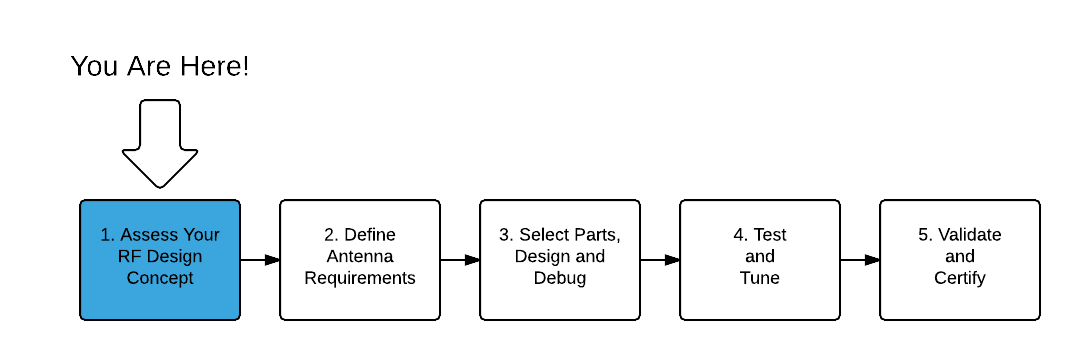 You Are Here!
1. Assess Your
RF Design
Concept
2. Define
Antenna
Requirements
3. Select Parts,
Design and
Debug
4. Test
and
Tune
5. Validate
and
Certify